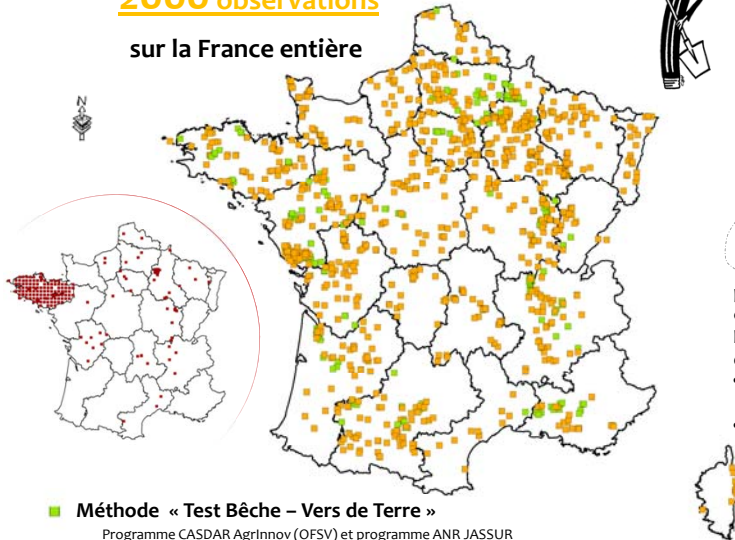 2000 observations
sur la France entière
N
Méthode « Test Bêche – Vers de Terre »
Programme CASDAR AgrInnov (OFSV) et programme ANR JASSUR